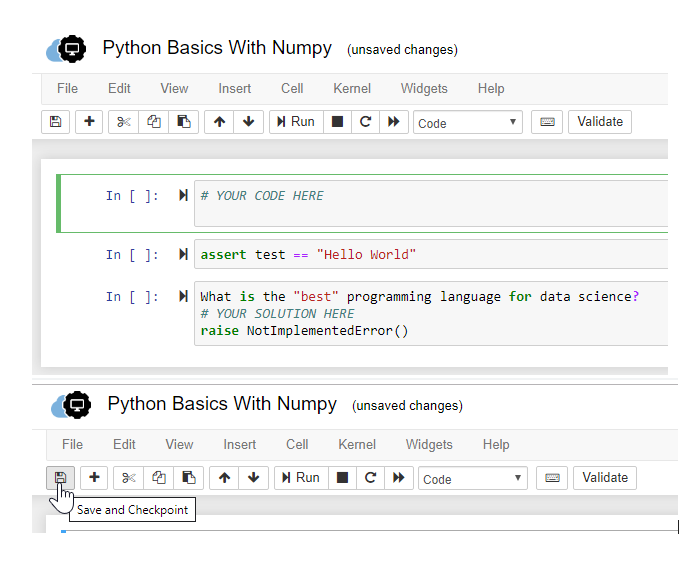 Python Basics With Numpy (unsaved changes)
File Edit View Insert Cell Kernel Widgets Help
Run Code Validate
In [ ]: # YOUR CODE HERE
In [ ]: assert test == "Hello World"
In [ ]: What is the "best" programming language for data science?
# YOUR SOLUTION HERE
raise NotImplementedError()
Python Basics With Numpy (unsaved changes)
File Edit View Insert Cell Kernel Widgets Help
Run Code Validate
Save and Checkpoint